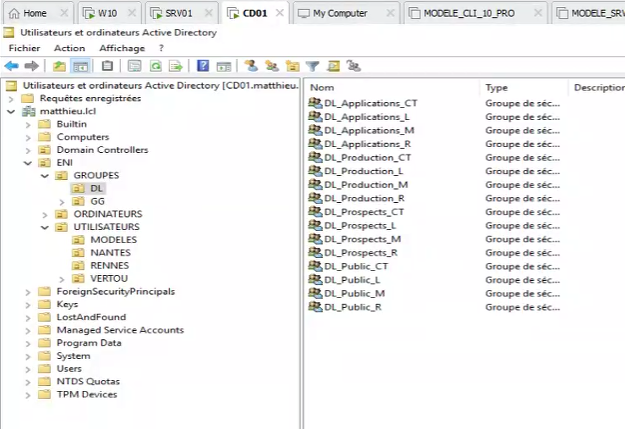 Home W10 SRV01 CD01 My Computer MODELE_CLI_10_PRO MODELE_SRV
Utilisateurs et ordinateurs Active Directory
Fichier Action Affichage ?
Utilisateurs et ordinateurs Active Directory [CD01.matthieu.
Requêtes enregistrées
matthieu.lcl
Builtin
Computers
Domain Controllers
ENI
GROUPES
DL
GG
ORDINATEURS
UTILISATEURS
MODELES
NANTES
RENNES
VERTOU
ForeignSecurityPrincipals
Keys
LostAndFound
Managed Service Accounts
Program Data
System
Users
NTDS Quotas
TPM Devices
Nom Type Description
DL_Applications_CT Groupe de séc...
DL_Applications_L Groupe de séc...
DL_Applications_M Groupe de séc...
DL_Applications_R Groupe de séc...
DL_Production_CT Groupe de séc...
DL_Production_L Groupe de séc...
DL_Production_M Groupe de séc...
DL_Production_R Groupe de séc...
DL_Prospects_CT Groupe de séc...
DL_Prospects_L Groupe de séc...
DL_Prospects_M Groupe de séc...
DL_Prospects_R Groupe de séc...
DL_Public_CT Groupe de séc...
DL_Public_L Groupe de séc...
DL_Public_M Groupe de séc...
DL_Public_R Groupe de séc...